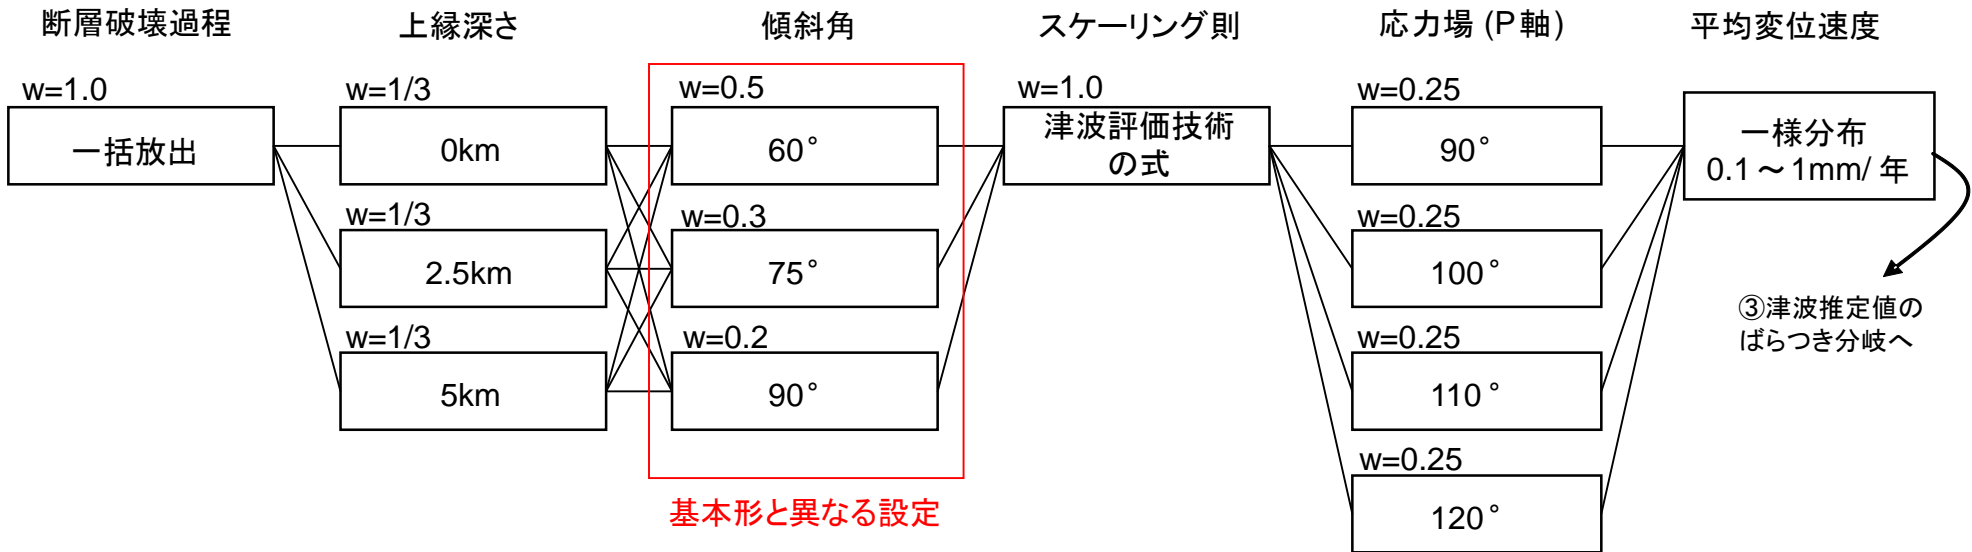 断層破壊過程
上縁深さ
傾斜角
スケーリング則
応力場 (P軸)
平均変位速度
w=1.0
一括放出
w=1/3
0km
w=1/3
2.5km
w=1/3
5km
w=0.5
60°
w=0.3
75°
w=0.2
90°
基本形と異なる設定
w=1.0
津波評価技術
の式
w=0.25
90°
w=0.25
100°
w=0.25
110°
w=0.25
120°
一様分布
0.1～1mm/年
③津波推定値の
ばらつき分岐へ